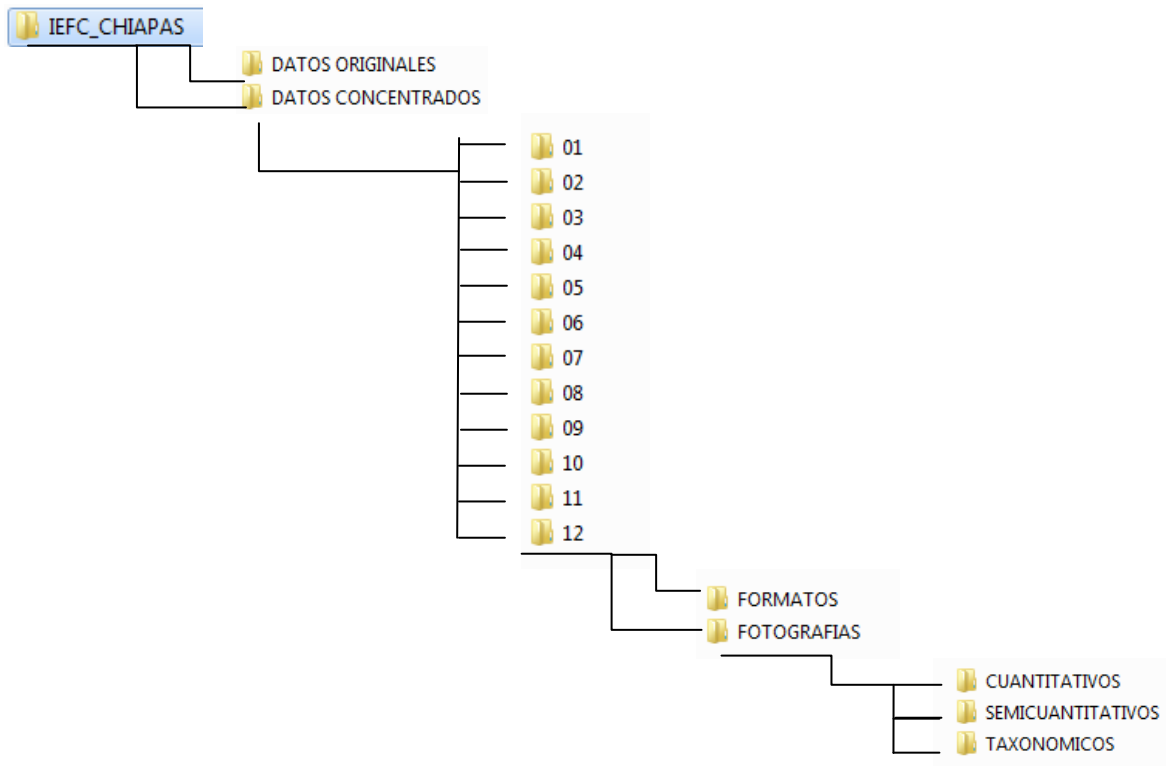 IEFC_CHIAPAS
DATOS ORIGINALES
DATOS CONCENTRADOS
01
02
03
04
05
06
07
08
09
10
11
12
FORMATOS
FOTOGRAFIAS
CUANTITATIVOS
SEMICUANTITATIVOS
TAXONOMICOS